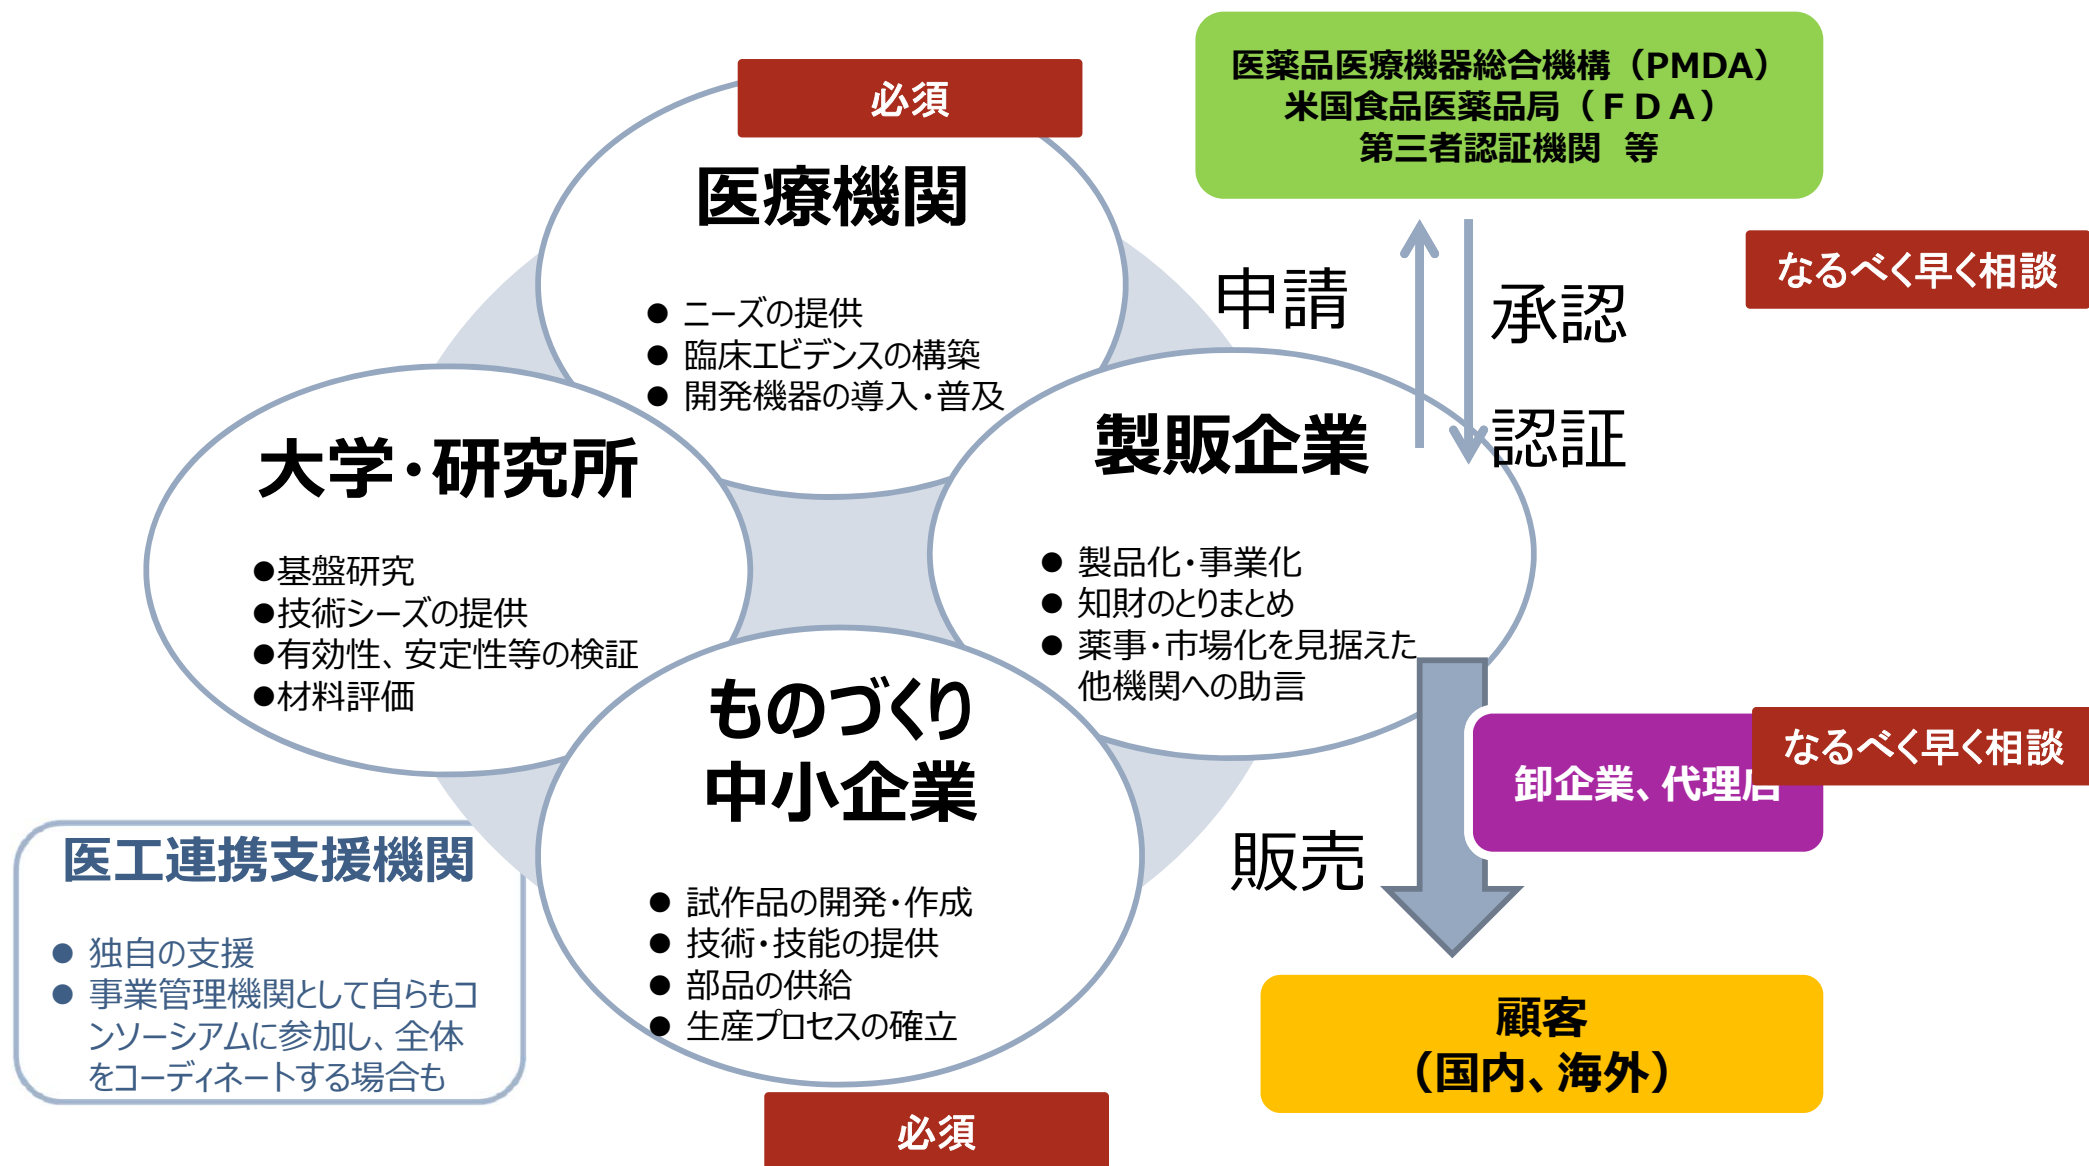 必須
医療機関
● ニーズの提供
● 臨床エビデンスの構築
● 開発機器の導入・普及
医薬品医療機器総合機構（PMDA）
米国食品医薬品局（ＦＤＡ）
第三者認証機関 等
申請
承認
認証
なるべく早く相談
大学・研究所
●基盤研究
●技術シーズの提供
●有効性、安定性等の検証
●材料評価
製販企業
● 製品化・事業化
● 知財のとりまとめ
● 薬事・市場化を見据えた
他機関への助言
ものづくり
中小企業
● 試作品の開発・作成
● 技術・技能の提供
● 部品の供給
● 生産プロセスの確立
必須
医工連携支援機関
● 独自の支援
● 事業管理機関として自らもコ
ンソーシアムに参加し、全体
をコーディネートする場合も
販売
卸企業、代理店
なるべく早く相談
顧客
（国内、海外）